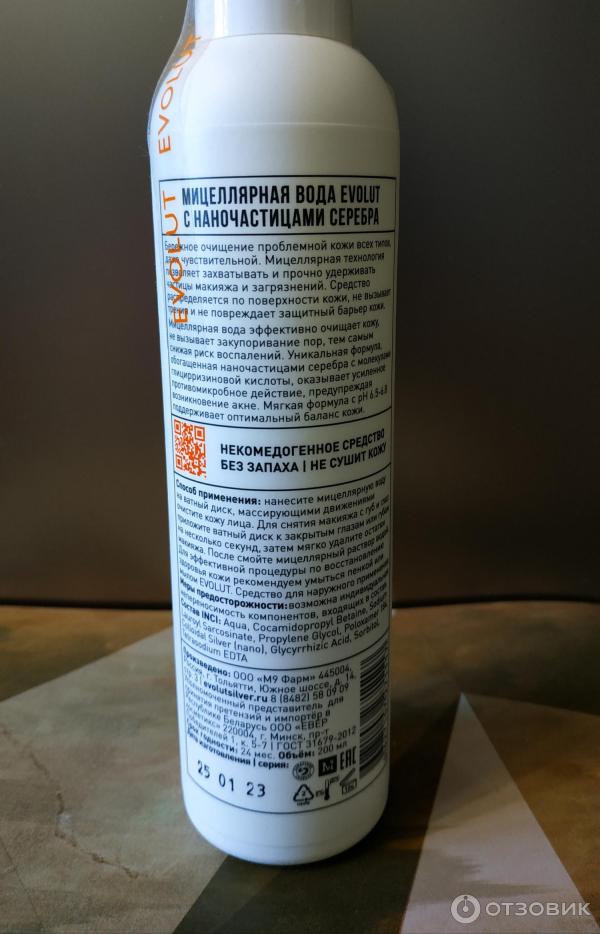 EVOLUT
EVOLUT
МИЦЕЛЛЯРНАЯ ВОДА EVOLUT
С НАНОЧАСТИЦАМИ СЕРЕБРА
Бережное очищение проблемной кожи всех типов,
даже чувствительной. Мицеллярная технология
позволяет захватывать и прочно удерживать
частицы макияжа и загрязнений. Средство
распределяется по поверхности кожи, не вызывает
трения и не повреждает защитный барьер кожи.
Мицеллярная вода эффективно очищает кожу,
не вызывает закупоривание пор, тем самым
снижая риск воспалений. Уникальная формула,
обогащенная наночастицами серебра с молекулами
глицирризиновой кислоты, оказывает усиленное
противомикробное действие, предупреждая
возникновение акне. Мягкая формула с pH 6.5-6.8
поддерживает оптимальный баланс кожи.
НЕКОМЕДОГЕННОЕ СРЕДСТВО
БЕЗ ЗАПАХА | НЕ СУШИТ КОЖУ
Способ применения: нанесите мицеллярную воду
на ватный диск, массирующими движениями
очистите кожу лица. Для снятия макияжа с губ и глаз
приложите ватный диск к закрытым глазам или губам
на несколько секунд, затем мягко удалите остатки
макияжа. После смойте мицеллярный раствор водой.
Для эффективной процедуры по восстановлению
здоровья кожи рекомендуем умыться пенкой или
мылом EVOLUT. Средство для наружного применения.
Меры предосторожности: возможна индивидуальная
непереносимость компонентов, входящих в состав.
Состав (INCI): Aqua, Cocamidopropyl Betaine, Sodium
Lauroyl Sarcosinate, Propylene Glycol, Poloxamer 184,
Colloidal Silver (nano), Glycyrrhizic Acid, Sorbitol,
Disodium EDTA
Произведено: ООО «М9 Фарм» 445004,
Россия, г. Тольятти, Южное шоссе, д. 14,
стр. 3 | evolutsilver.ru | 8 (8482) 58 09 09
Уполномоченный представитель для
принятия претензий и импортёр в
Республике Беларусь ООО «ЕВЕР
Косметикс» 220004, г. Минск, пр-т
Победителей 1, к. 5-7 | ГОСТ 31679-2012
Срок годности: 24 мес. Объём: 200 мл
Дата изготовления | серия:
25 01 23
ОТЗОВИК